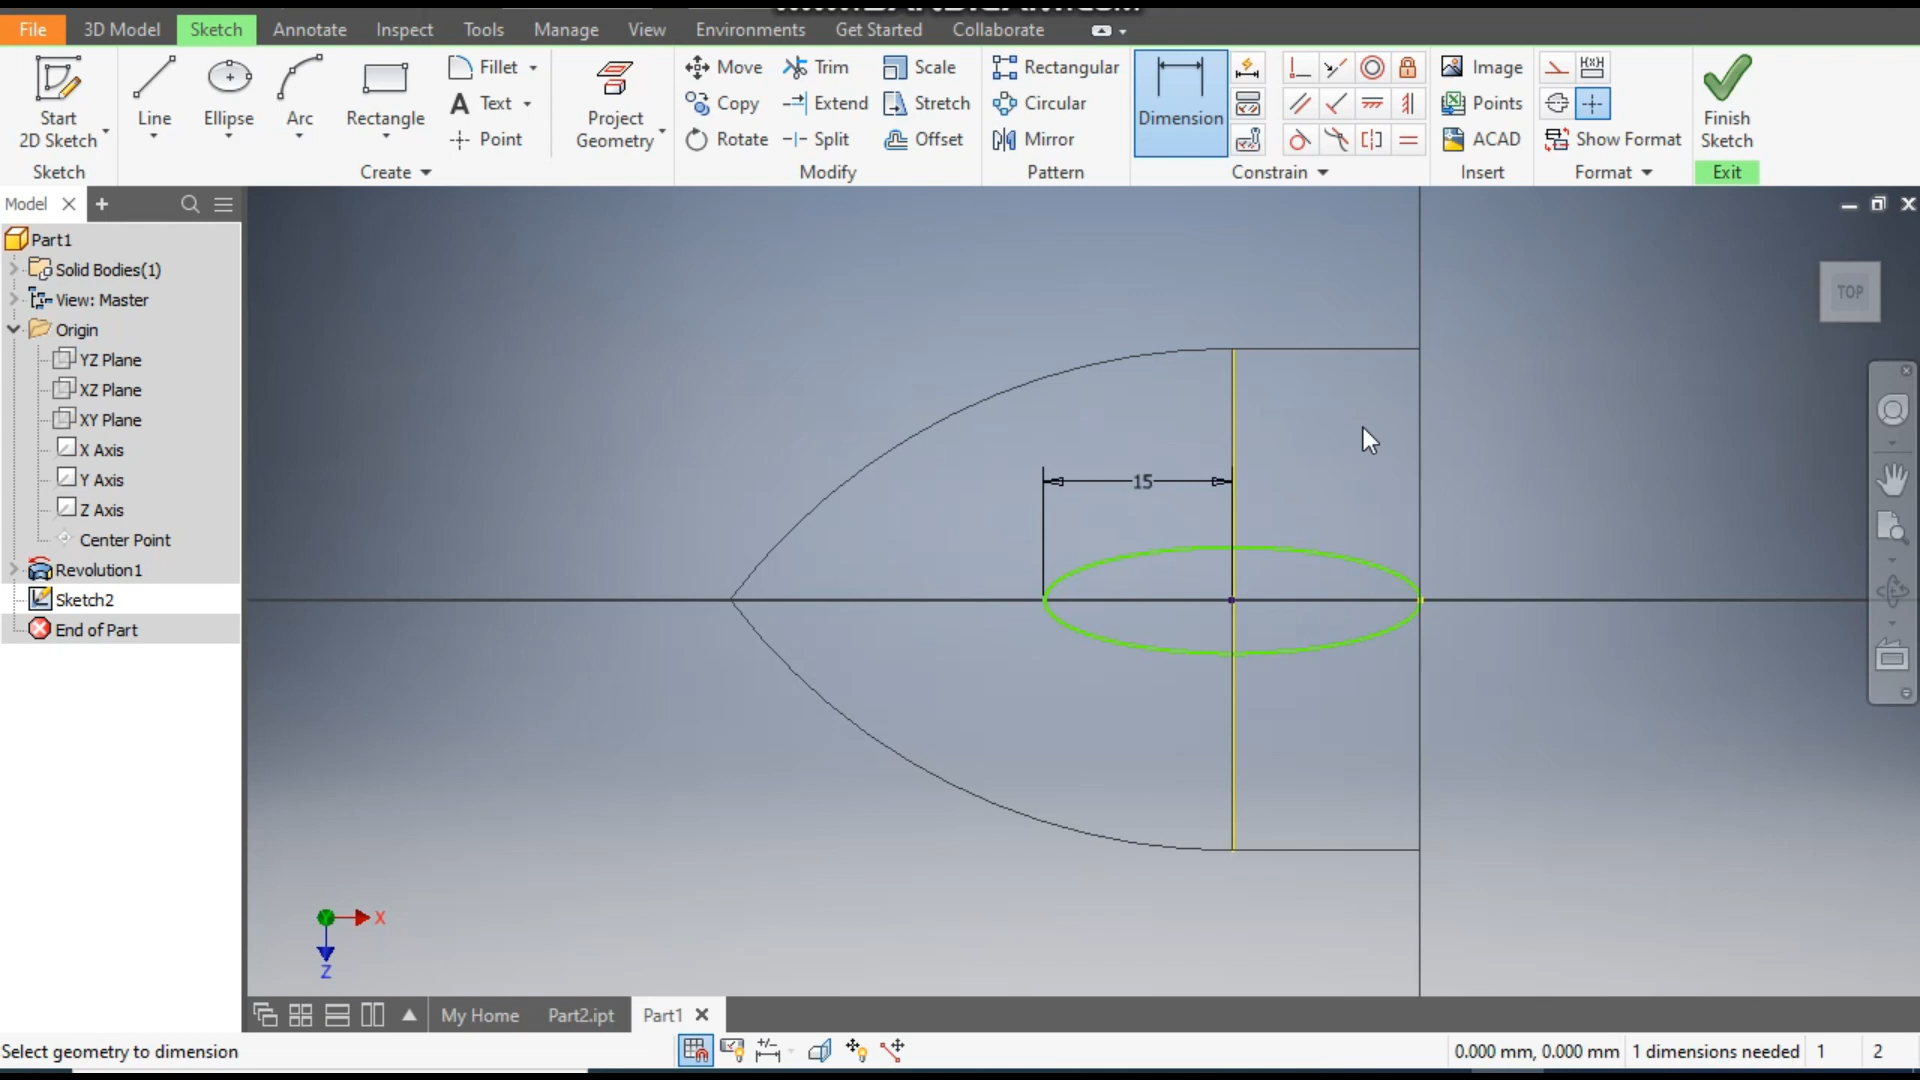 File 3D Model Sketch Annotate Inspect Tools Manage View Environments Get Started Collaborate
Start
2D Sketch
Line
Ellipse
Arc
Rectangle
Fillet
Text
Point
Project
Geometry
Move Trim Scale
Copy Extend Stretch
Rotate Split Offset
Rectangular
Circular
Mirror
Dimension
Image
Points
ACAD
Show Format
Finish
Sketch
Sketch Create Modify Pattern Constrain Insert Format Exit
Model
Part1
Solid Bodies(1)
View: Master
Origin
YZ Plane
XZ Plane
XY Plane
X Axis
Y Axis
Z Axis
Center Point
Revolution1
Sketch2
End of Part
TOP
15
X
Z
My Home Part2.ipt Part1
Select geometry to dimension
0.000 mm, 0.000 mm 1 dimensions needed 1 2